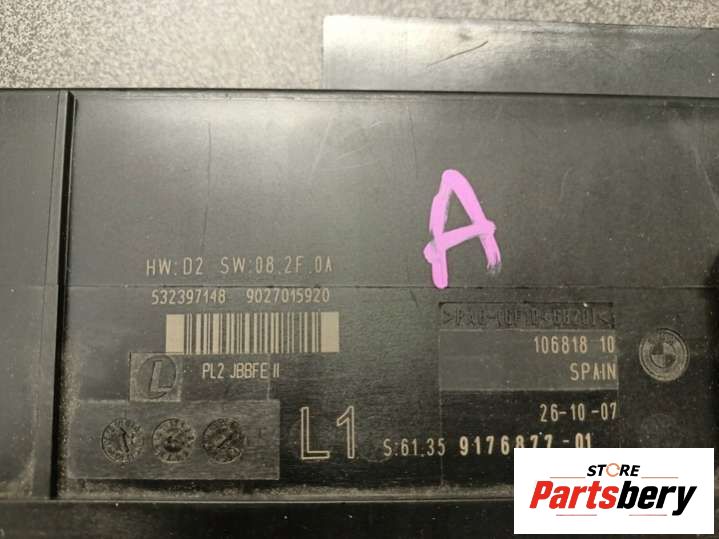 A
HW:D2 SW:08.2F.0A
532397148 9027015920
PL2 JBBFE II
L
106818 10
SPAIN
26-10-07
L1
S:61.35 9176877-01
STORE
Partsbery